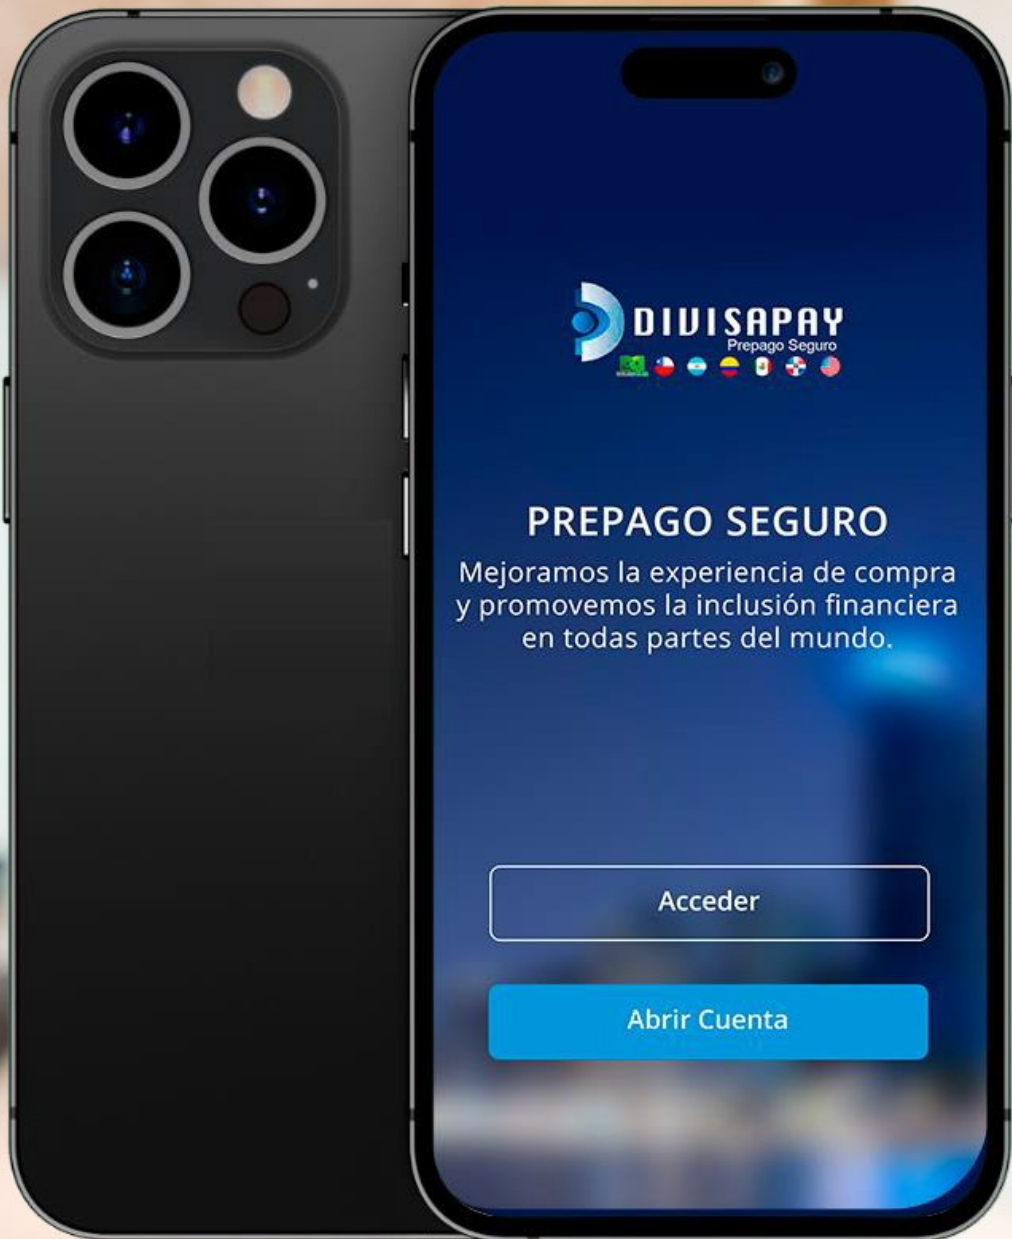 DIVISAPAY
Prepago Seguro
PREPAGO SEGURO
Mejoramos la experiencia de compra
y promovemos la inclusión financiera
en todas partes del mundo.
Acceder
Abrir Cuenta